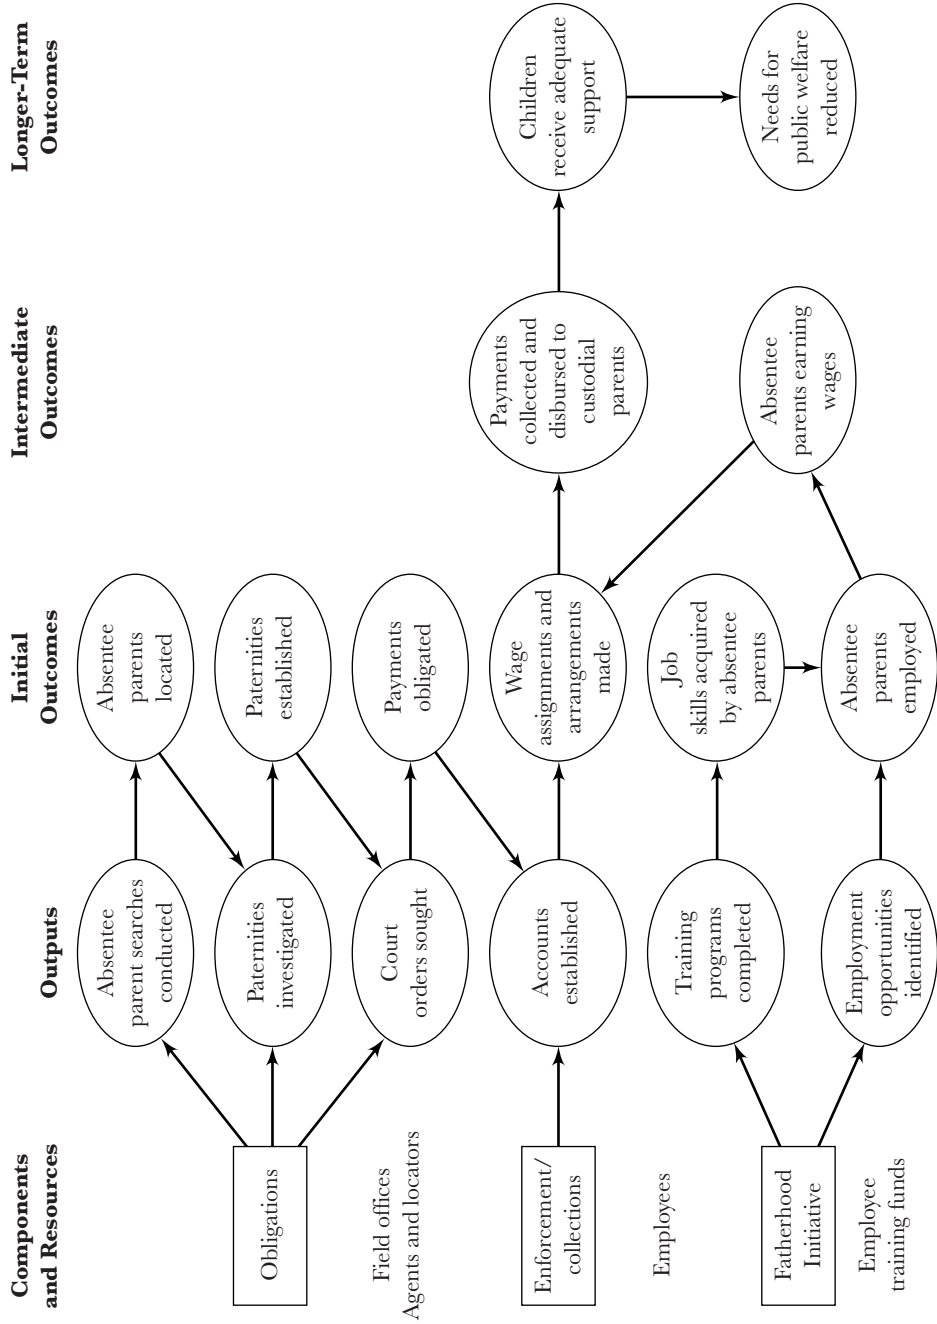 Components
and Resources
Outputs
Initial
Outcomes
Intermediate
Outcomes
Longer-Term
Outcomes
Obligations
Field offices
Agents and locators
Enforcement/
collections
Employees
Fatherhood
Initiative
Employee
training funds
Absentee
parent searches
conducted
Paternities
investigated
Court
orders sought
Accounts
established
Training
programs
completed
Employment
opportunities
identified
Absentee
parents
located
Paternities
established
Payments
obligated
Wage
assignments and
arrangements
made
Job
skills acquired
by absentee
parents
Absentee
parents
employed
Payments
collected and
disbursed to
custodial
parents
Absentee
parents earning
wages
Children
receive adequate
support
Needs for
public welfare
reduced